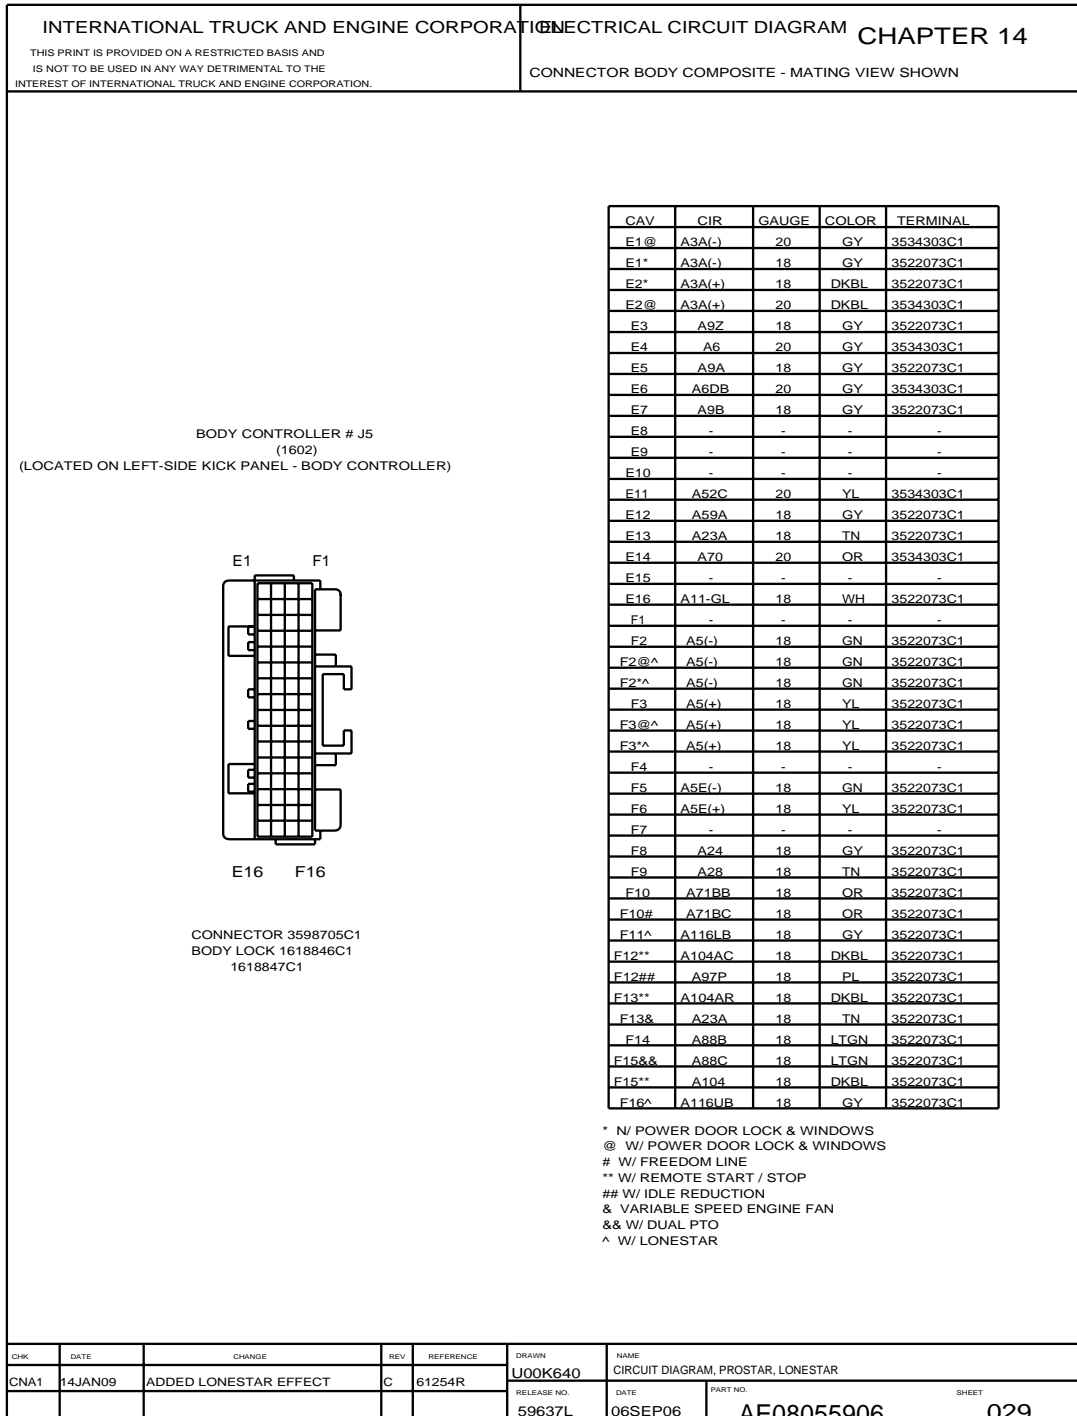 INTERNATIONAL TRUCK AND ENGINE CORPORATION
THIS PRINT IS PROVIDED ON A RESTRICTED BASIS AND
IS NOT TO BE USED IN ANY WAY DETRIMENTAL TO THE
INTEREST OF INTERNATIONAL TRUCK AND ENGINE CORPORATION.
ELECTRICAL CIRCUIT DIAGRAM CHAPTER 14
CONNECTOR BODY COMPOSITE - MATING VIEW SHOWN
BODY CONTROLLER # J5
(1602)
(LOCATED ON LEFT-SIDE KICK PANEL - BODY CONTROLLER)
E1 F1
E16 F16
CONNECTOR 3598705C1
BODY LOCK 1618846C1
1618847C1
CAV CIR GAUGE COLOR TERMINAL
E1@ A3A(-) 20 GY 3534303C1
E1* A3A(-) 18 GY 3522073C1
E2* A3A(+) 18 DKBL 3522073C1
E2@ A3A(+) 20 DKBL 3534303C1
E3 A9Z 18 GY 3522073C1
E4 A6 20 GY 3534303C1
E5 A9A 18 GY 3522073C1
E6 A6DB 20 GY 3534303C1
E7 A9B 18 GY 3522073C1
E8 - - - -
E9 - - - -
E10 - - - -
E11 A52C 20 YL 3534303C1
E12 A59A 18 GY 3522073C1
E13 A23A 18 TN 3522073C1
E14 A70 20 OR 3534303C1
E15 - - - -
E16 A11-GL 18 WH 3522073C1
F1 - - - -
F2 A5(-) 18 GN 3522073C1
F2@^ A5(-) 18 GN 3522073C1
F2*^ A5(-) 18 GN 3522073C1
F3 A5(+) 18 YL 3522073C1
F3@^ A5(+) 18 YL 3522073C1
F3*^ A5(+) 18 YL 3522073C1
F4 - - - -
F5 A5E(-) 18 GN 3522073C1
F6 A5E(+) 18 YL 3522073C1
F7 - - - -
F8 A24 18 GY 3522073C1
F9 A28 18 TN 3522073C1
F10 A71BB 18 OR 3522073C1
F10# A71BC 18 OR 3522073C1
F11^ A116LB 18 GY 3522073C1
F12** A104AC 18 DKBL 3522073C1
F12## A97P 18 PL 3522073C1
F13** A104AR 18 DKBL 3522073C1
F13& A23A 18 TN 3522073C1
F14 A88B 18 LTGN 3522073C1
F15&& A88C 18 LTGN 3522073C1
F15** A104 18 DKBL 3522073C1
F16^ A116UB 18 GY 3522073C1
* N/ POWER DOOR LOCK & WINDOWS
@ W/ POWER DOOR LOCK & WINDOWS
# W/ FREEDOM LINE
** W/ REMOTE START / STOP
## W/ IDLE REDUCTION
& VARIABLE SPEED ENGINE FAN
&& W/ DUAL PTO
^ W/ LONESTAR
CHK DATE CHANGE REV REFERENCE
CNA1 14JAN09 ADDED LONESTAR EFFECT C 61254R
DRAWN
U00K640
NAME
CIRCUIT DIAGRAM, PROSTAR, LONESTAR
RELEASE NO.
59637L
DATE
06SEP06
PART NO.
AE08055906
SHEET
029